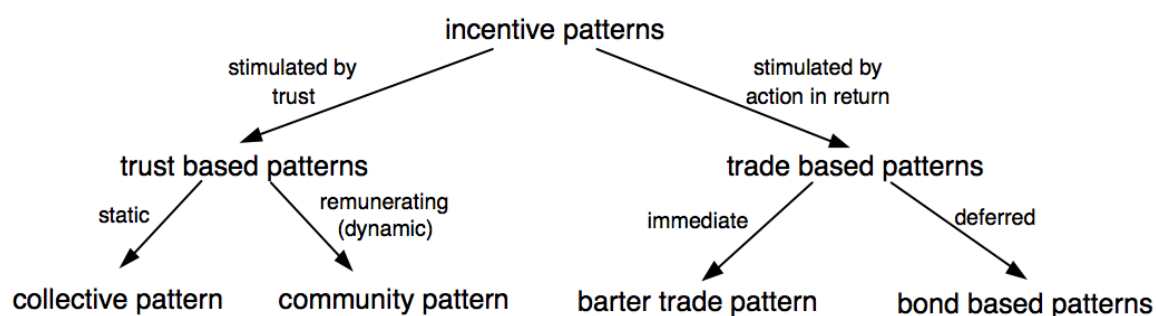 incentive patterns
stimulated by
trust
stimulated by
action in return
trust based patterns
trade based patterns
static
remunerating
(dynamic)
immediate
deferred
collective pattern
community pattern
barter trade pattern
bond based patterns